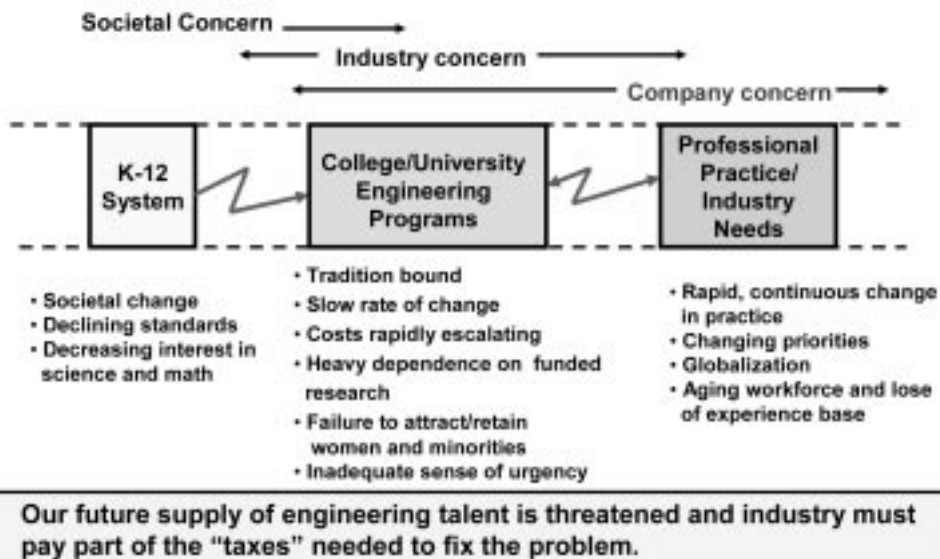 Societal Concern
Industry concern
Company concern
K-12
System
College/University
Engineering
Programs
Professional
Practice/
Industry
Needs
• Societal change
• Declining standards
• Decreasing interest in
science and math
• Tradition bound
• Slow rate of change
• Costs rapidly escalating
• Heavy dependence on funded
research
• Failure to attract/retain
women and minorities
• Inadequate sense of urgency
• Rapid, continuous change
in practice
• Changing priorities
• Globalization
• Aging workforce and lose
of experience base
Our future supply of engineering talent is threatened and industry must
pay part of the “taxes” needed to fix the problem.